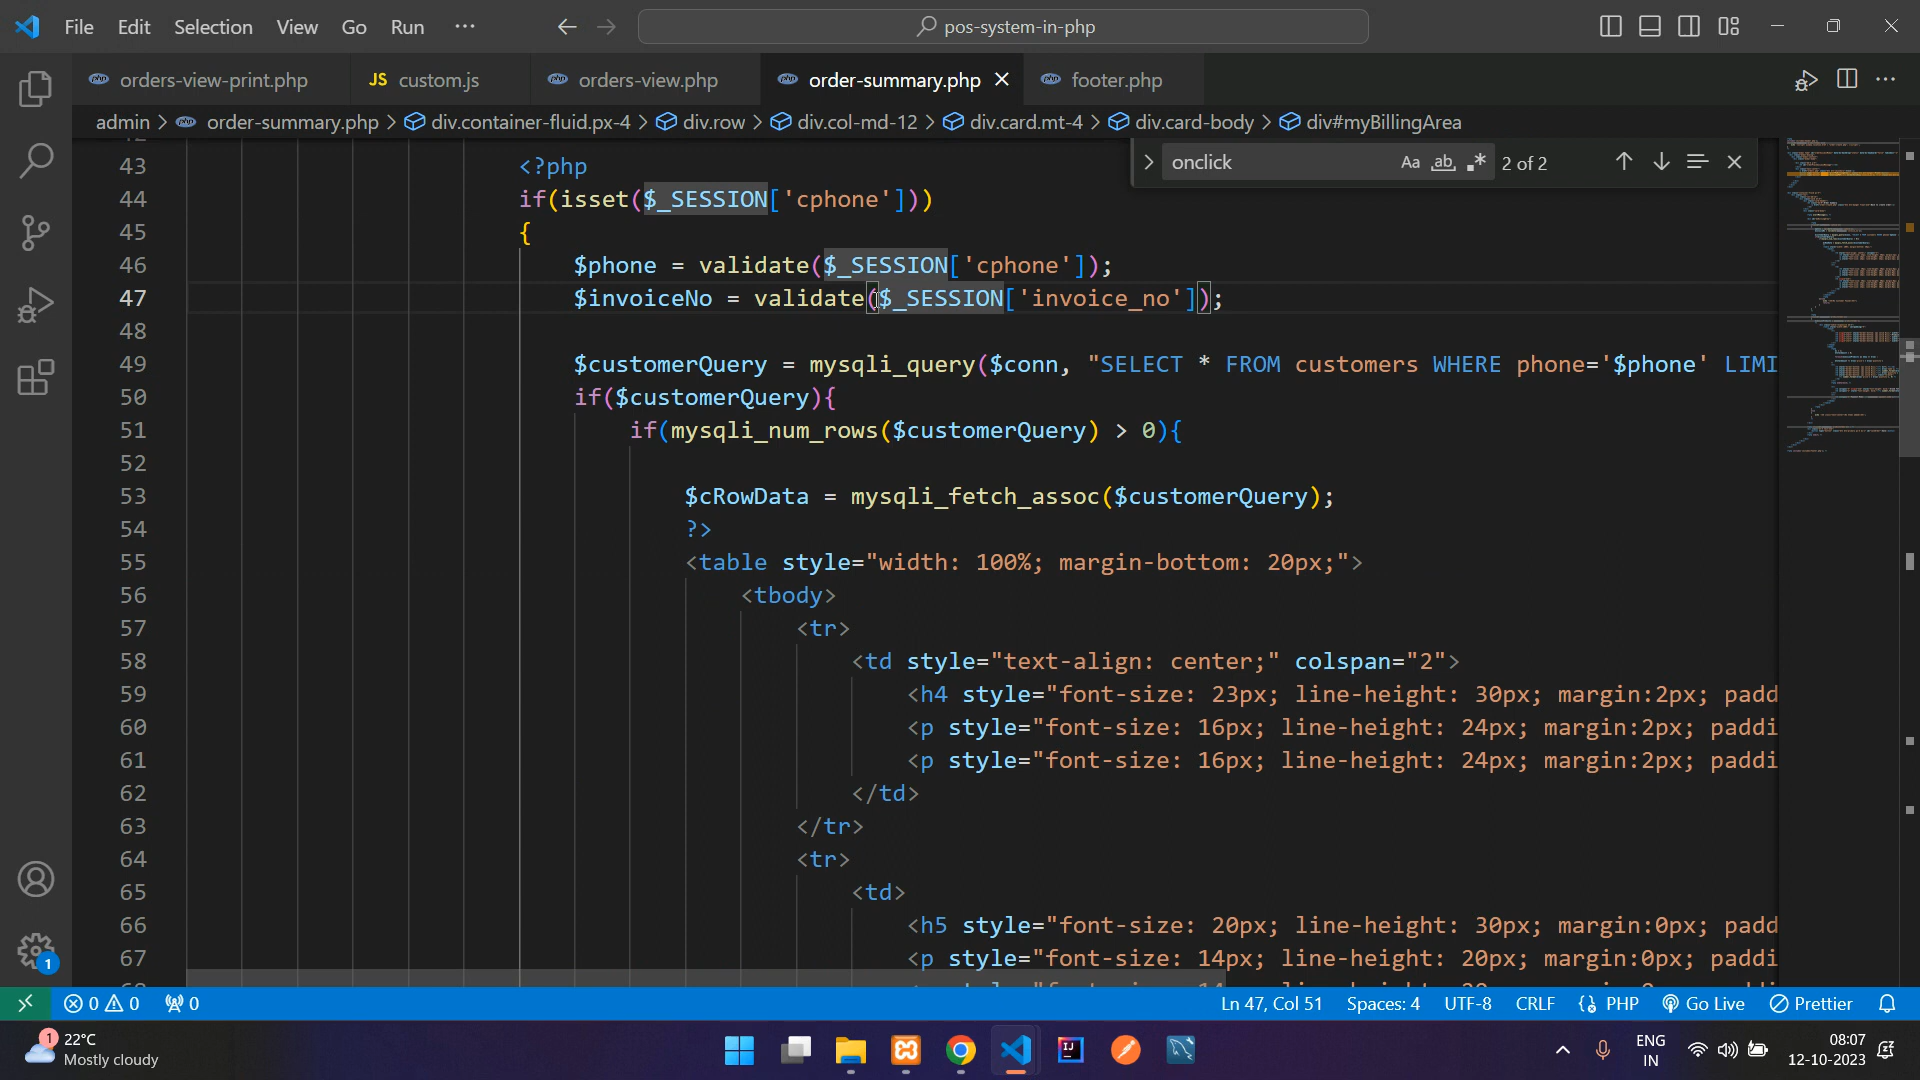 File Edit Selection View Go Run ··· pos-system-in-php
orders-view-print.php JS custom.js orders-view.php order-summary.php footer.php
admin > order-summary.php > div.container-fluid.px-4 > div.row > div.col-md-12 > div.card.mt-4 > div.card-body > div#myBillingArea
onclick Aa ab 2 of 2
43 <?php
44 if(isset($_SESSION['cphone']))
45 {
46 $phone = validate($_SESSION['cphone']);
47 $invoiceNo = validate($_SESSION['invoice_no']);
48
49 $customerQuery = mysqli_query($conn, "SELECT * FROM customers WHERE phone='$phone' LIMI
50 if($customerQuery){
51 if(mysqli_num_rows($customerQuery) > 0){
52
53 $cRowData = mysqli_fetch_assoc($customerQuery);
54 ?>
55 <table style="width: 100%; margin-bottom: 20px;">
56 <tbody>
57 <tr>
58 <td style="text-align: center;" colspan="2">
59 <h4 style="font-size: 23px; line-height: 30px; margin:2px; padd
60 <p style="font-size: 16px; line-height: 24px; margin:2px; paddi
61 <p style="font-size: 16px; line-height: 24px; margin:2px; paddi
62 </td>
63 </tr>
64 <tr>
65 <td>
66 <h5 style="font-size: 20px; line-height: 30px; margin:0px; padd
67 <p style="font-size: 14px; line-height: 20px; margin:0px; paddi
1
0 0 0 Ln 47, Col 51 Spaces: 4 UTF-8 CRLF PHP Go Live Prettier
1 22°C
Mostly cloudy
ENG
IN
08:07
12-10-2023